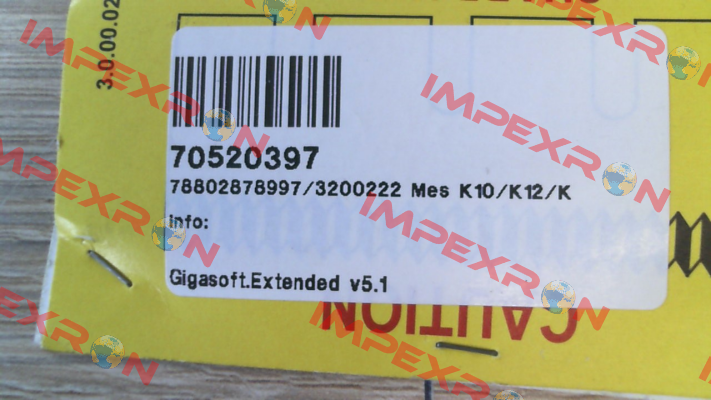 3.0.00.02
70520397
78802878997/3200222 Mes K10/K12/K
Info:
Gigasoft.Extended v5.1
CAUTION
IMPEXRON
IMPEXRON
IMPEXRON
IMPEXRON
IMPEXRON
IMPEXRON
IMPEXRON